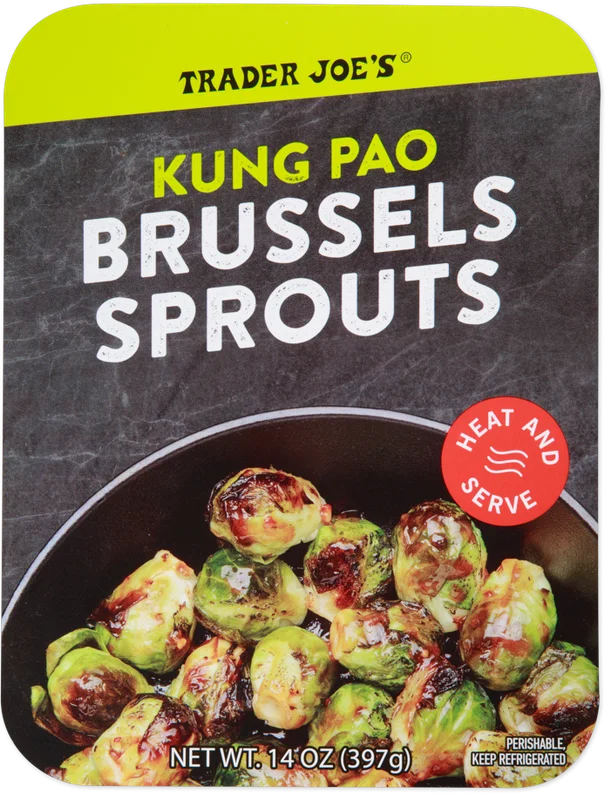 TRADER JOE'S®
KUNG PAO
BRUSSELS
SPROUTS
HEAT AND
SERVE
NET WT. 14 OZ (397g)
PERISHABLE,
KEEP REFRIGERATED